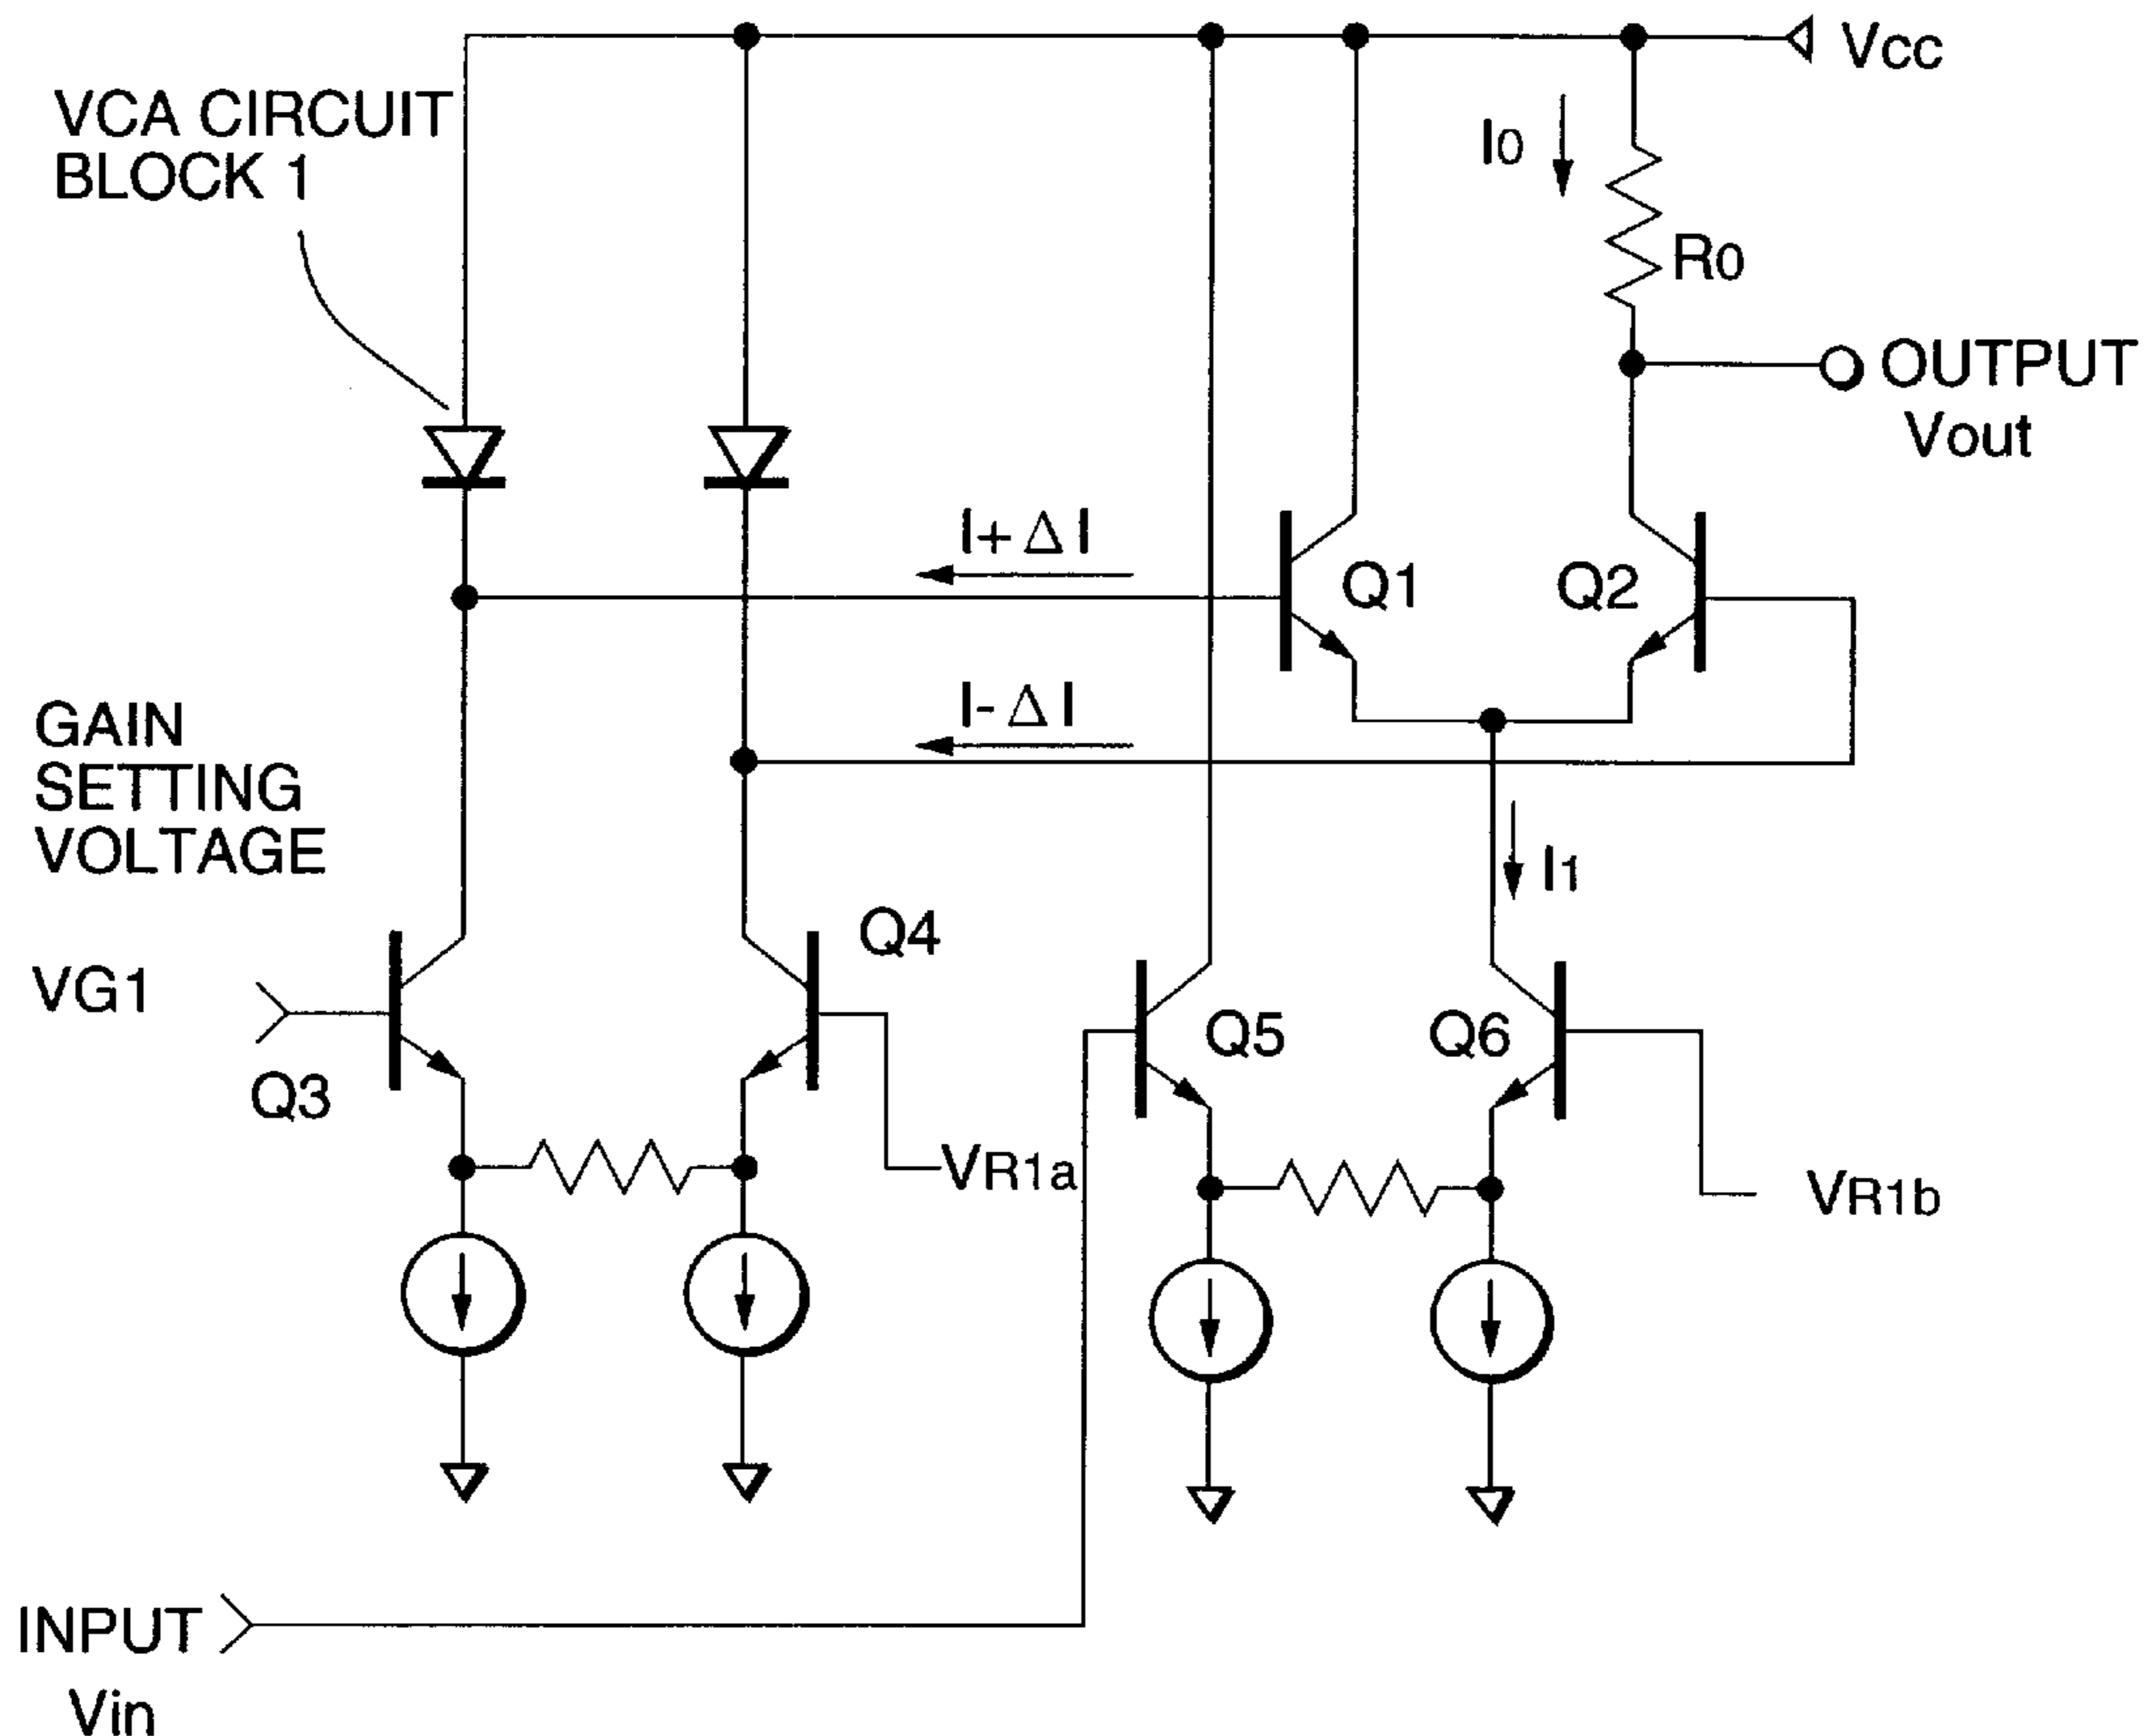 Vcc
VCA CIRCUIT
BLOCK 1
I0
R0
OUTPUT
Vout
I+ΔI
Q1
Q2
I-ΔI
GAIN
SETTING
VOLTAGE
I1
Q4
VG1
Q5
Q6
Q3
VR1a
VR1b
INPUT
Vin